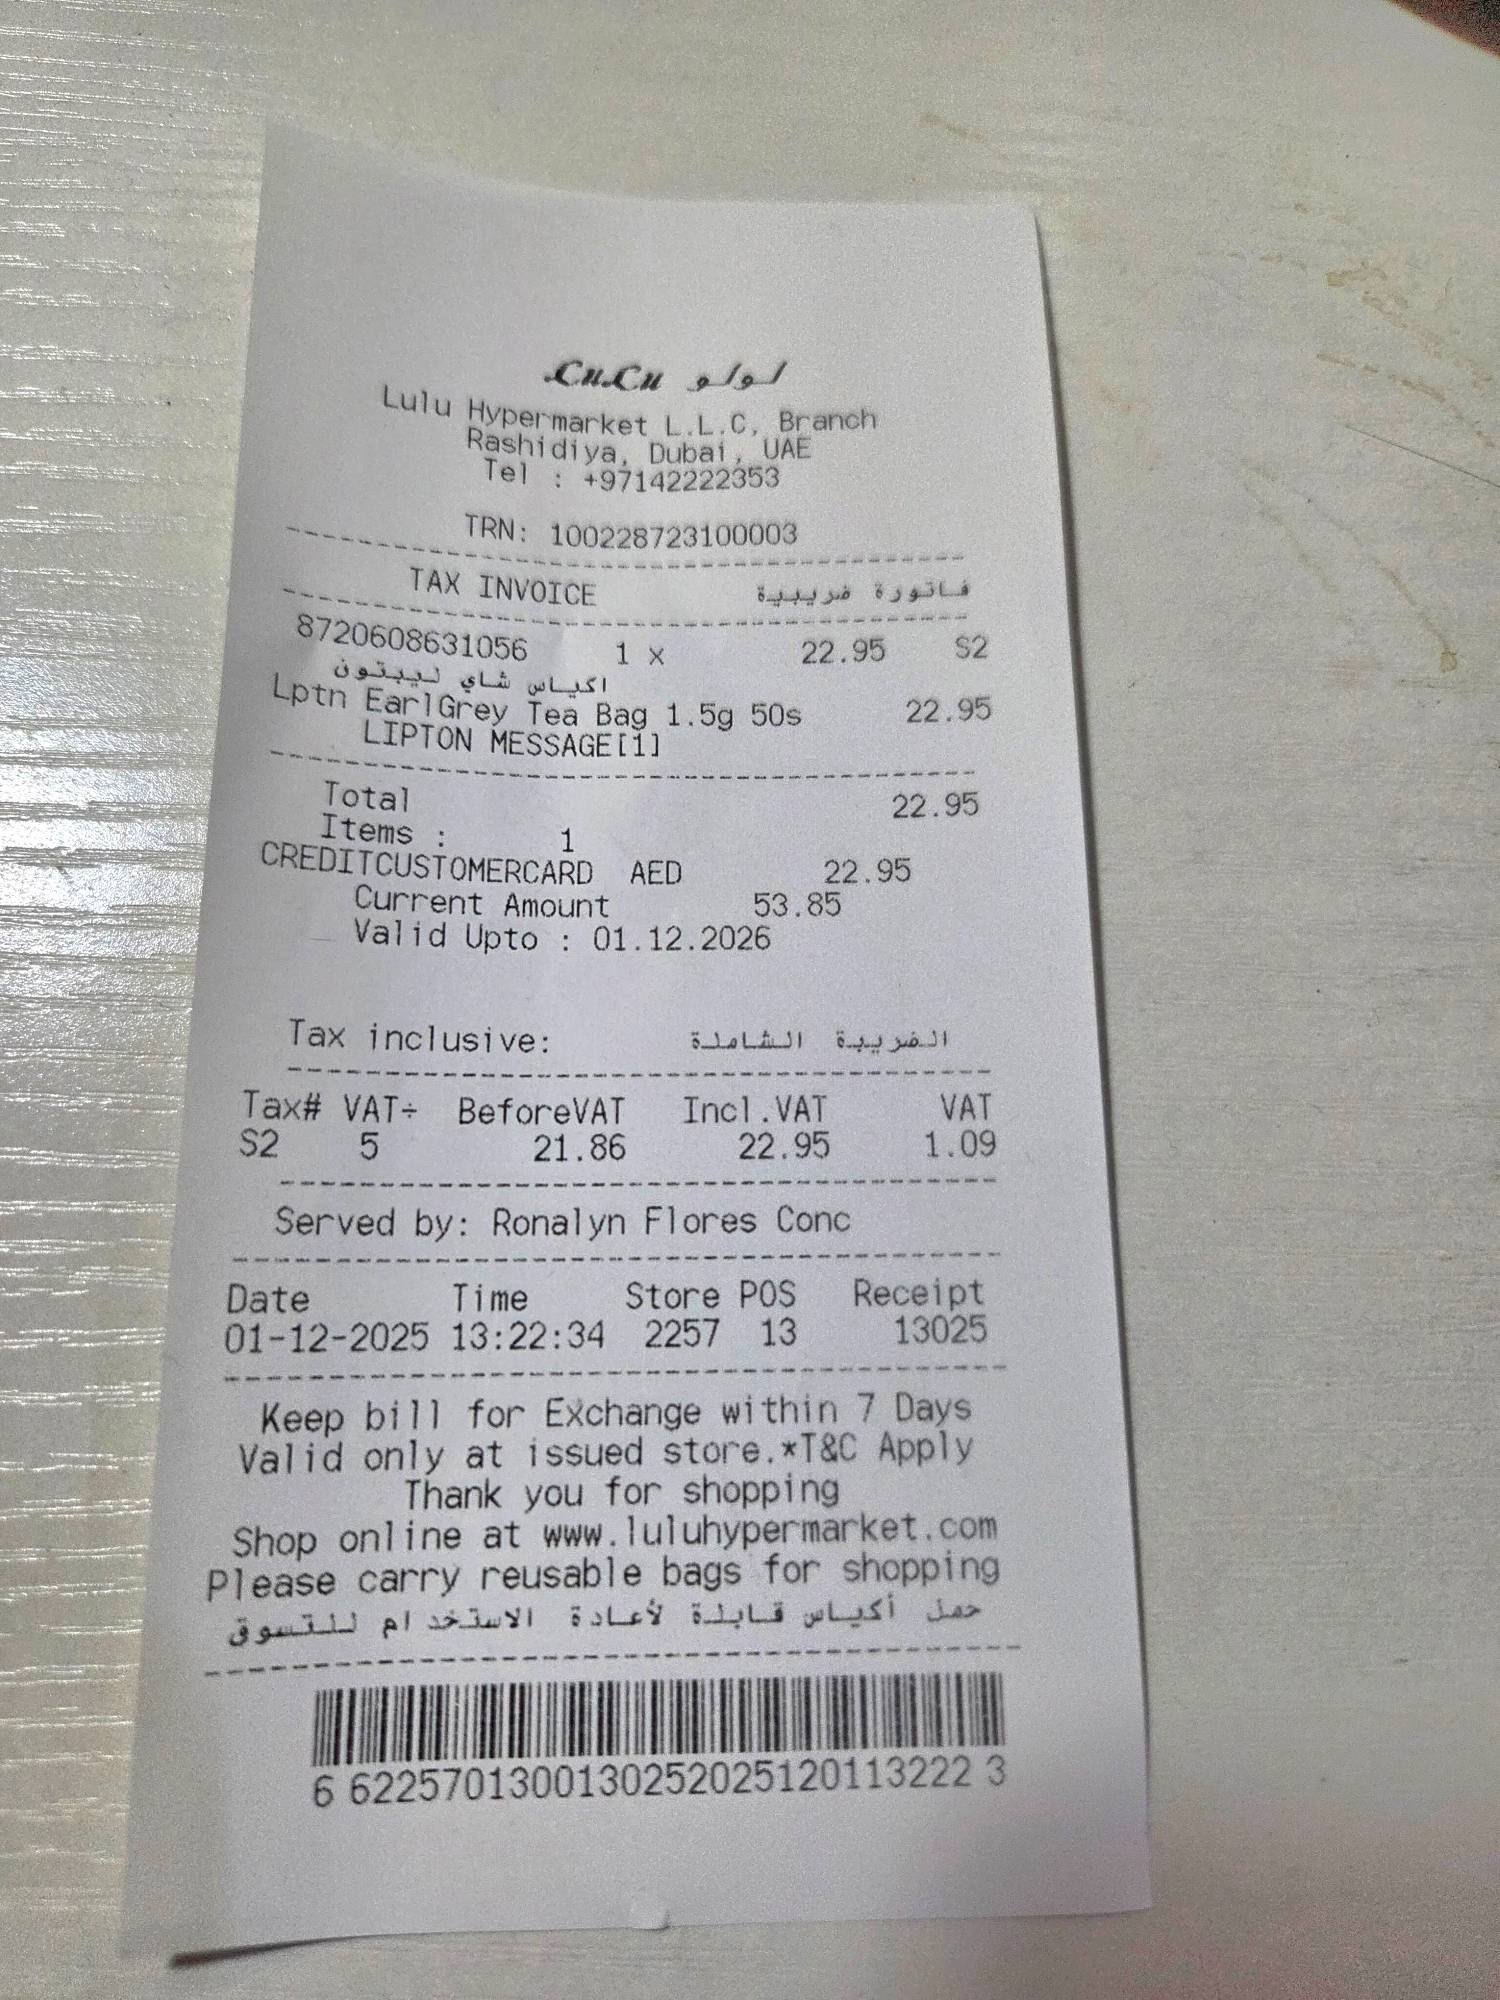 LuLu لولو
Lulu Hypermarket L.L.C, Branch
Rashidiya, Dubai, UAE
Tel : +97142222353
TRN: 100228723100003
TAX INVOICE فاتورة ضريبية
8720608631056 1 x 22.95 S2
اكياس شاي ليبتون
Lptn EarlGrey Tea Bag 1.5g 50s 22.95
LIPTON MESSAGE[1]
Total 22.95
Items : 1
CREDITCUSTOMERCARD AED 22.95
Current Amount 53.85
Valid Upto : 01.12.2026
Tax inclusive: الضريبة الشاملة
Tax# VAT÷ BeforeVAT Incl.VAT VAT
S2 5 21.86 22.95 1.09
Served by: Ronalyn Flores Conc
Date Time Store POS Receipt
01-12-2025 13:22:34 2257 13 13025
Keep bill for Exchange within 7 Days
Valid only at issued store.*T&C Apply
Thank you for shopping
Shop online at www.luluhypermarket.com
Please carry reusable bags for shopping
حمل أكياس قابلة لأعادة الاستخدام للتسوق
6 622570130013025202512011322 2 3